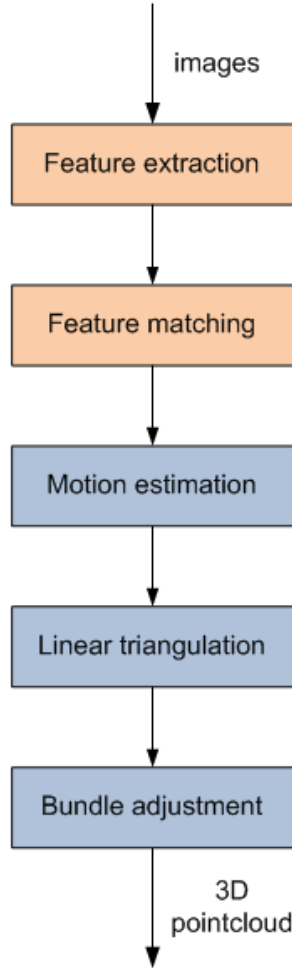 images
Feature extraction
Feature matching
Motion estimation
Linear triangulation
Bundle adjustment
3D
pointcloud